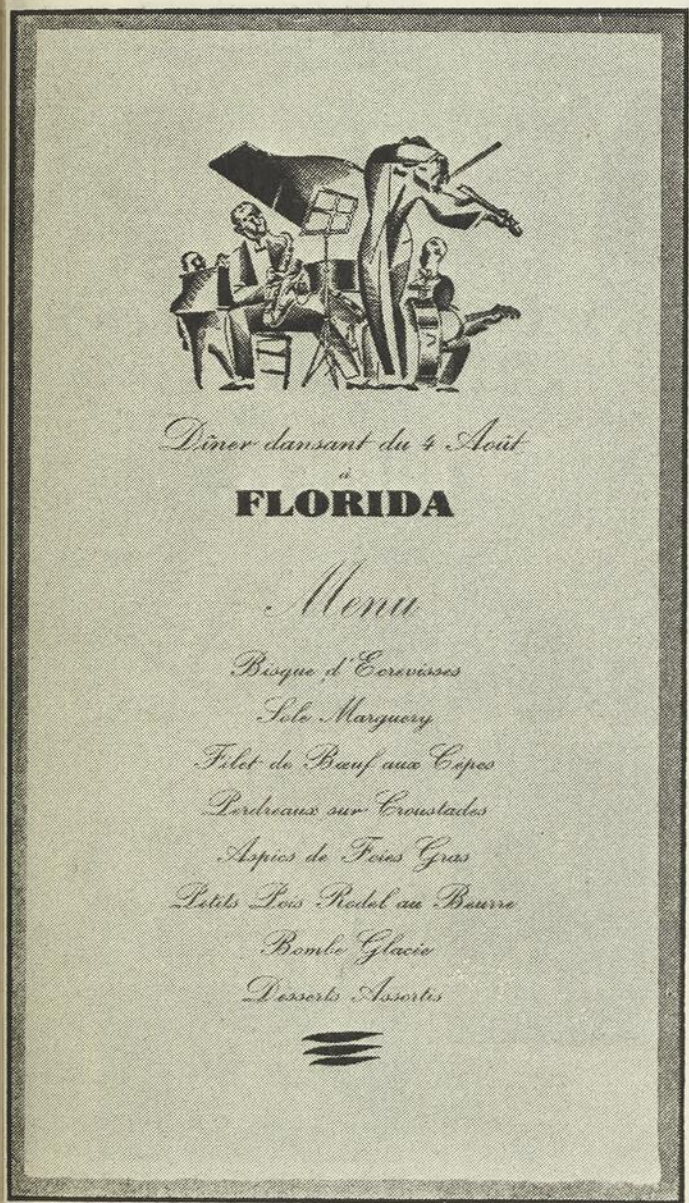 Dîner dansant du 4 Août
à
FLORIDA
Menu
Bisque d'Ecrevisses
Sole Marguery
Filet de Bœuf aux Cèpes
Perdreaux sur Croustades
Aspics de Foies Gras
Petits Pois Rodel au Beurre
Bombe Glacée
Desserts Assortis